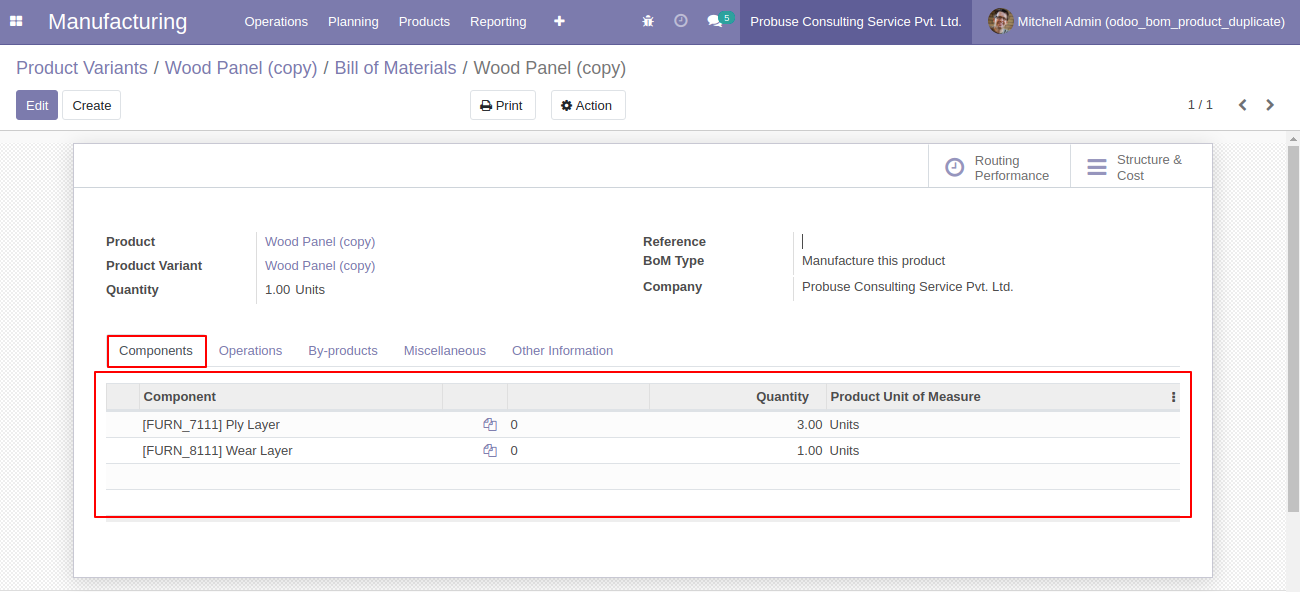 Manufacturing Operations Planning Products Reporting 5 Probuse Consulting Service Pvt. Ltd. Mitchell Admin (odoo_bom_product_duplicate)
Product Variants / Wood Panel (copy) / Bill of Materials / Wood Panel (copy)
Edit Create Print Action 1 / 1
Routing Performance
Structure & Cost
Product Wood Panel (copy)
Product Variant Wood Panel (copy)
Quantity 1.00 Units
Reference
BoM Type Manufacture this product
Company Probuse Consulting Service Pvt. Ltd.
Components Operations By-products Miscellaneous Other Information
Component Quantity Product Unit of Measure
[FURN_7111] Ply Layer 0 3.00 Units
[FURN_8111] Wear Layer 0 1.00 Units